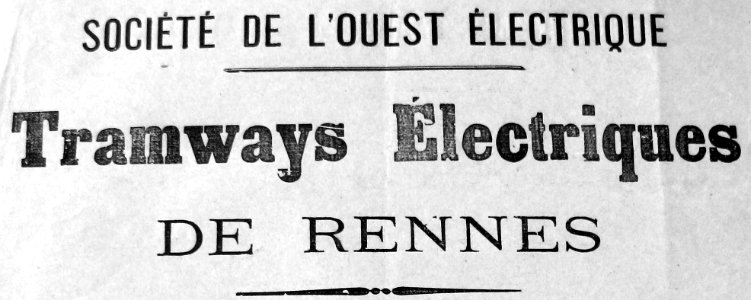 SOCIÉTÉ DE L'OUEST ÉLECTRIQUE
Tramways Électriques
DE RENNES